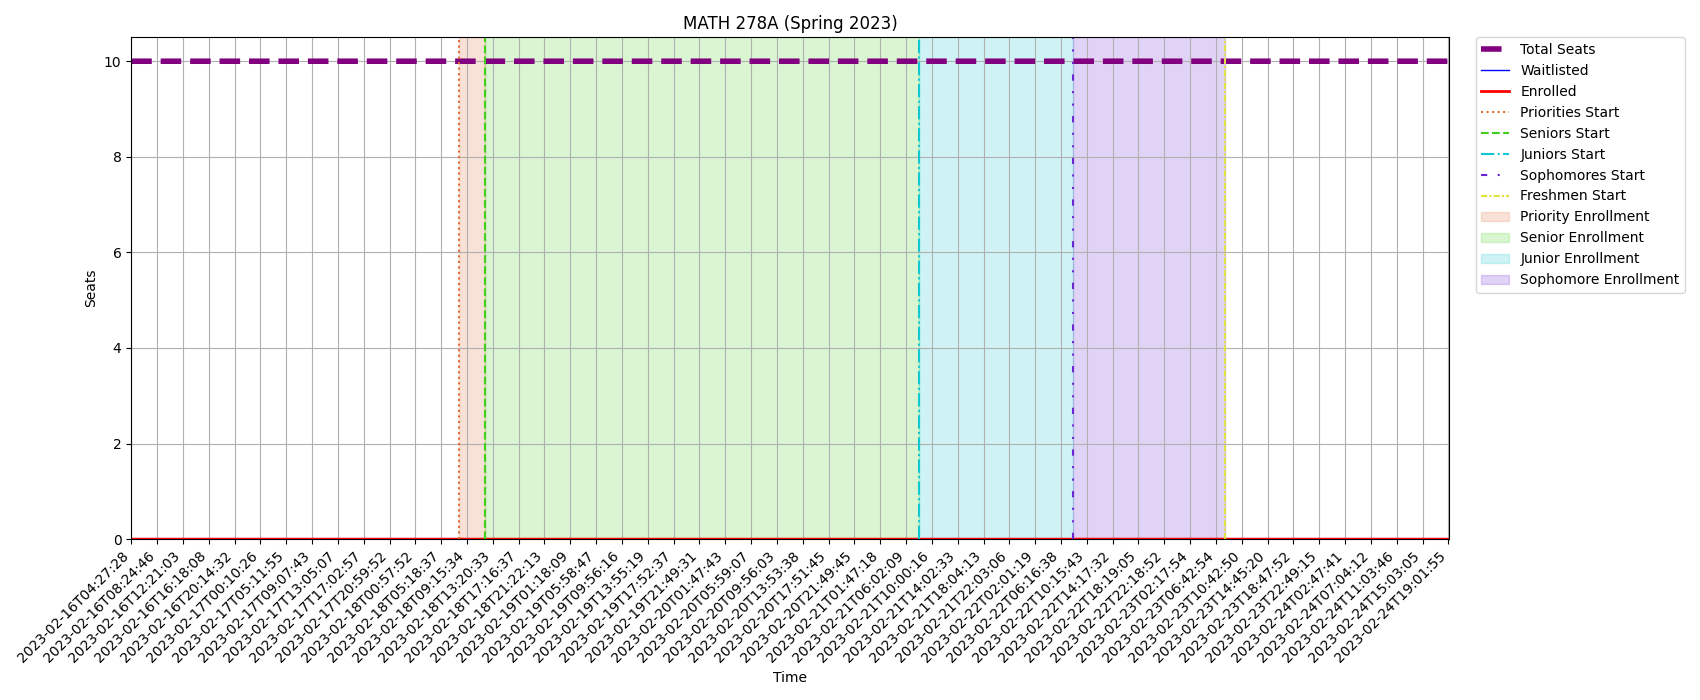 MATH 278A (Spring 2023)
10
8
6
4
2
0
Seats
2023-02-16T04:27:28
2023-02-16T08:24:46
2023-02-16T12:21:03
2023-02-16T16:18:08
2023-02-16T20:14:32
2023-02-17T00:10:26
2023-02-17T05:11:55
2023-02-17T09:07:43
2023-02-17T13:05:07
2023-02-17T17:02:57
2023-02-17T20:59:52
2023-02-18T00:57:52
2023-02-18T05:18:37
2023-02-18T09:15:34
2023-02-18T13:20:33
2023-02-18T17:16:37
2023-02-18T21:22:13
2023-02-19T01:18:09
2023-02-19T05:58:47
2023-02-19T09:56:16
2023-02-19T13:55:19
2023-02-19T17:52:37
2023-02-19T21:49:31
2023-02-20T01:47:43
2023-02-20T05:59:07
2023-02-20T09:56:03
2023-02-20T13:53:38
2023-02-20T17:51:45
2023-02-20T21:49:45
2023-02-21T01:47:18
2023-02-21T06:02:09
2023-02-21T10:00:16
2023-02-21T14:02:33
2023-02-21T18:04:13
2023-02-21T22:03:06
2023-02-22T02:01:19
2023-02-22T06:16:38
2023-02-22T10:15:43
2023-02-22T14:17:32
2023-02-22T18:19:05
2023-02-22T22:18:52
2023-02-23T02:17:54
2023-02-23T06:42:54
2023-02-23T10:42:50
2023-02-23T14:45:20
2023-02-23T18:47:52
2023-02-23T22:49:15
2023-02-24T02:47:41
2023-02-24T07:04:12
2023-02-24T11:03:46
2023-02-24T15:03:05
2023-02-24T19:01:55
Time
Total Seats
Waitlisted
Enrolled
Priorities Start
Seniors Start
Juniors Start
Sophomores Start
Freshmen Start
Priority Enrollment
Senior Enrollment
Junior Enrollment
Sophomore Enrollment